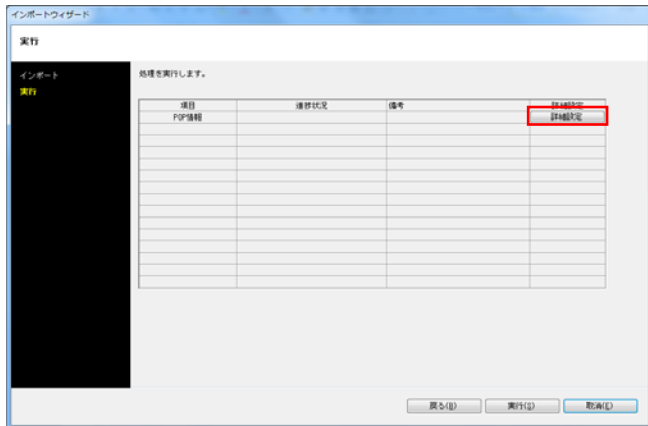 インポートウィザード
実行
インポート
実行
処理を実行します。
項目 進捗状況 備考 詳細設定
POP情報 詳細設定
戻る(B) 実行(S) 取消(E)